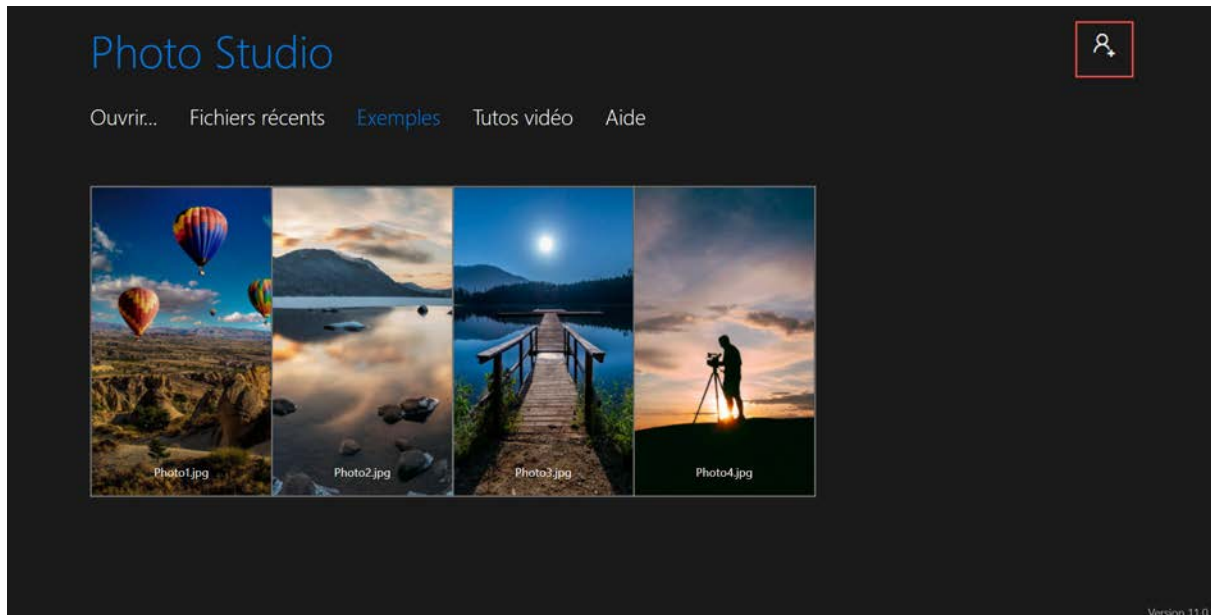 Photo Studio
Ouvrir... Fichiers récents Exemples Tutos vidéo Aide
Photo1.jpg Photo2.jpg Photo3.jpg Photo4.jpg
Version 11.0